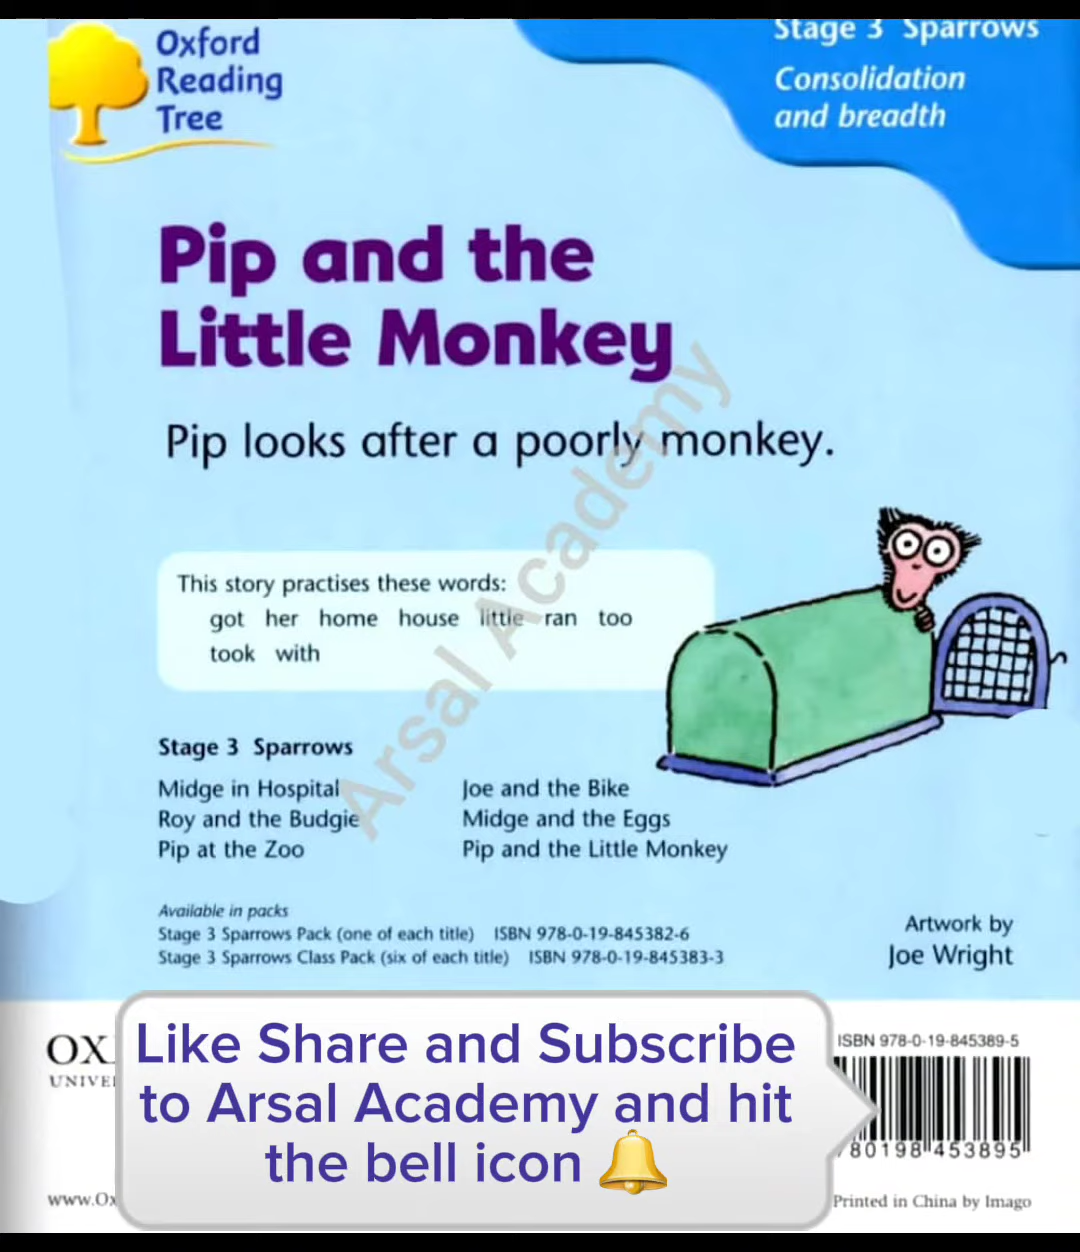 Oxford
Reading
Tree
Stage 3 Sparrows
Consolidation
and breadth
Pip and the
Little Monkey
Pip looks after a poorly monkey.
This story practises these words:
got her home house little ran too
took with
Stage 3 Sparrows
Midge in Hospital
Roy and the Budgie
Pip at the Zoo
Joe and the Bike
Midge and the Eggs
Pip and the Little Monkey
Available in packs
Stage 3 Sparrows Pack (one of each title) ISBN 978-0-19-845382-6
Stage 3 Sparrows Class Pack (six of each title) ISBN 978-0-19-845383-3
Artwork by
Joe Wright
Arsal Academy
Like Share and Subscribe
to Arsal Academy and hit
the bell icon 🔔
ISBN 978-0-19-845389-5
80198 453895
Printed in China by Imago